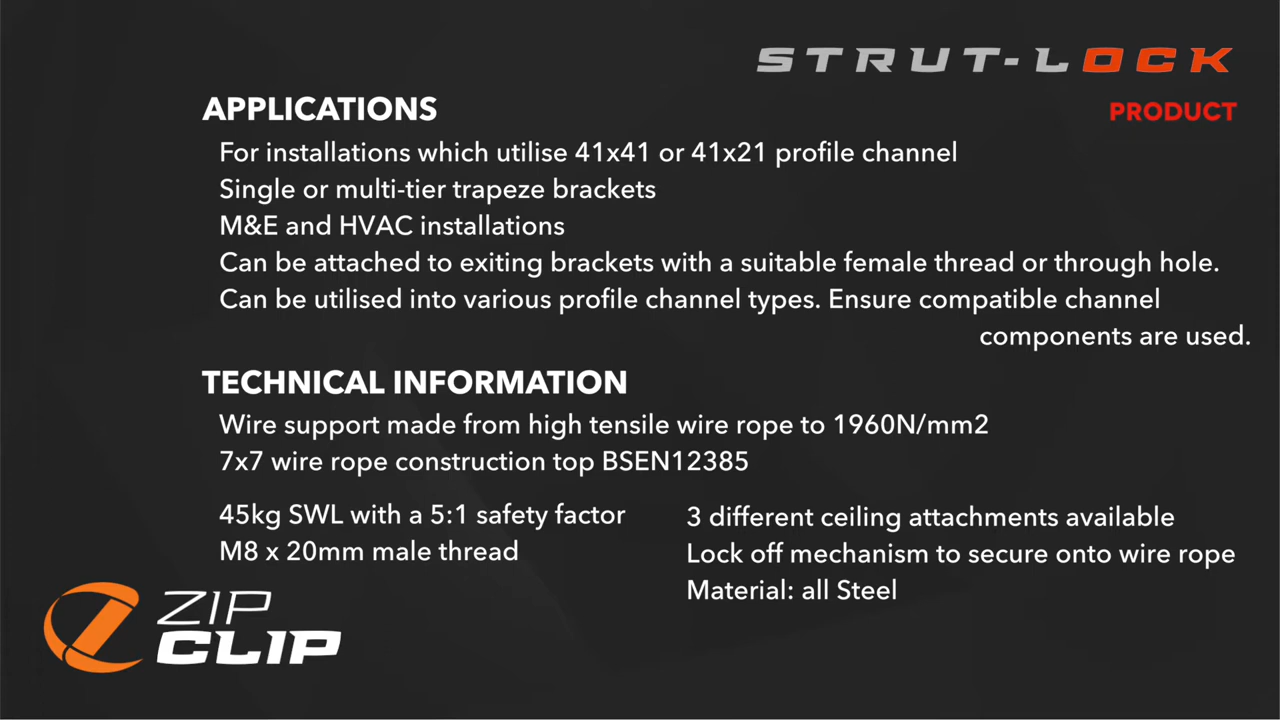 STRUT-LOCK
PRODUCT
APPLICATIONS
For installations which utilise 41x41 or 41x21 profile channel
Single or multi-tier trapeze brackets
M&E and HVAC installations
Can be attached to exiting brackets with a suitable female thread or through hole.
Can be utilised into various profile channel types. Ensure compatible channel
components are used.
TECHNICAL INFORMATION
Wire support made from high tensile wire rope to 1960N/mm2
7x7 wire rope construction top BSEN12385
45kg SWL with a 5:1 safety factor
M8 x 20mm male thread
3 different ceiling attachments available
Lock off mechanism to secure onto wire rope
Material: all Steel
ZIP
CLIP